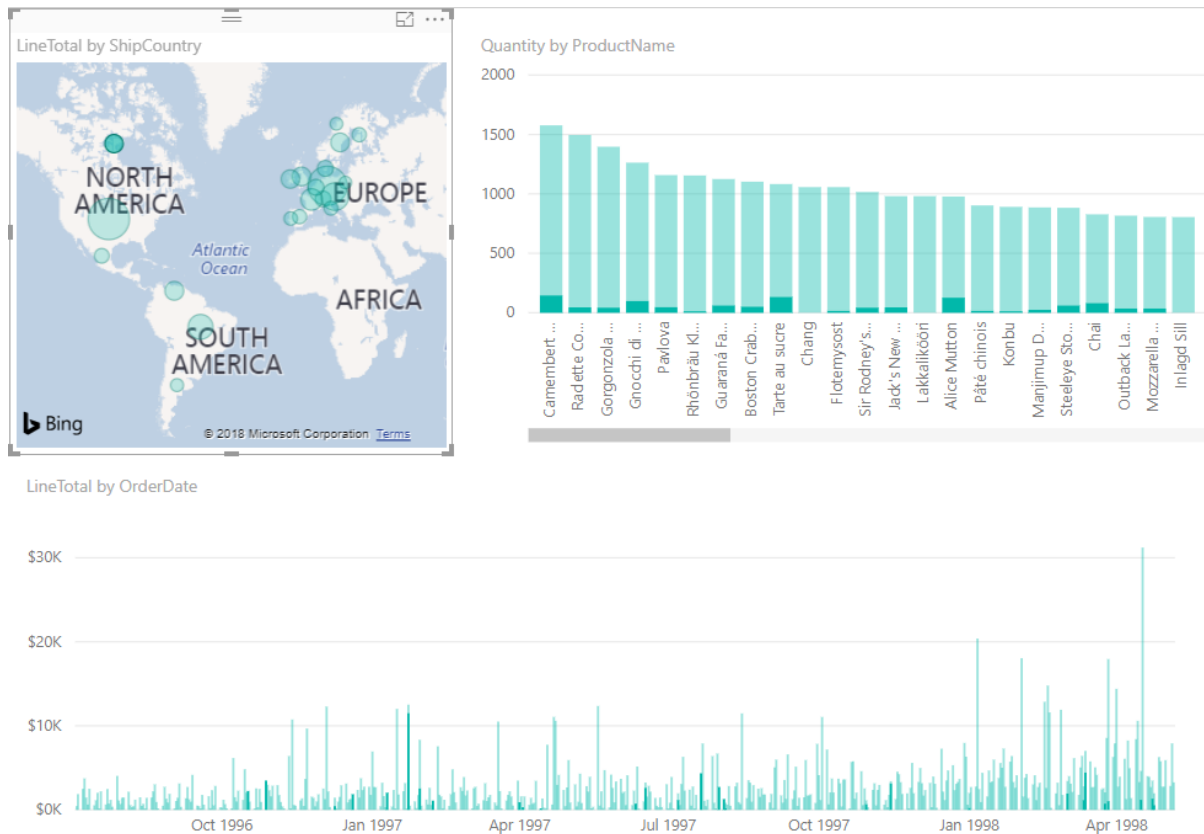 LineTotal by ShipCountry
NORTH
AMERICA
EUROPE
Atlantic
Ocean
AFRICA
SOUTH
AMERICA
Bing
© 2018 Microsoft Corporation Terms
Quantity by ProductName
2000
1500
1000
500
0
Camembert ...
Raclette Co...
Gorgonzola ...
Gnocchi di ...
Pavlova
Rhönbräu Kl...
Guaraná Fa...
Boston Crab...
Tarte au sucre
Chang
Flotemysost
Sir Rodney's...
Jack's New ...
Lakkalikööri
Alice Mutton
Pâté chinois
Konbu
Manjimup D...
Steeleye Sto...
Chai
Outback La...
Mozzarella ...
Inlagd Sill
LineTotal by OrderDate
$30K
$20K
$10K
$0K
Oct 1996
Jan 1997
Apr 1997
Jul 1997
Oct 1997
Jan 1998
Apr 1998